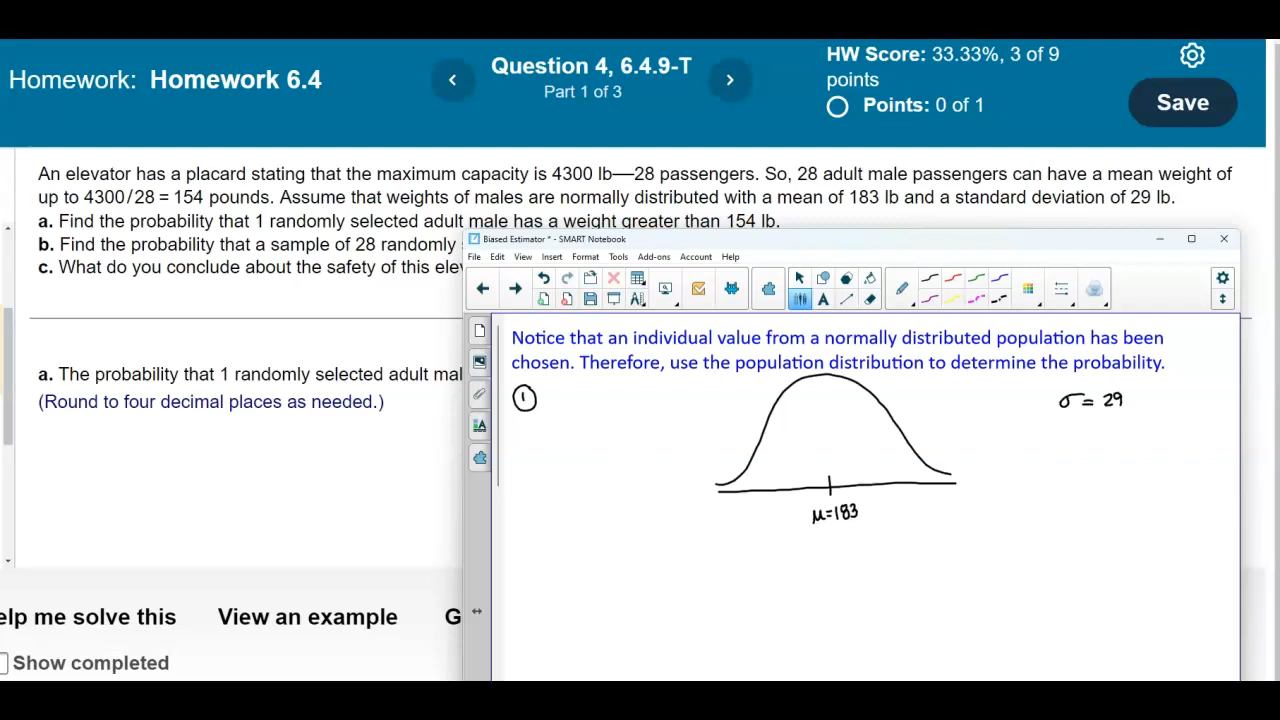 Homework: Homework 6.4
Question 4, 6.4.9-T
Part 1 of 3
HW Score: 33.33%, 3 of 9
points
Points: 0 of 1
Save
An elevator has a placard stating that the maximum capacity is 4300 lb—28 passengers. So, 28 adult male passengers can have a mean weight of
up to 4300/28 = 154 pounds. Assume that weights of males are normally distributed with a mean of 183 lb and a standard deviation of 29 lb.
a. Find the probability that 1 randomly selected adult male has a weight greater than 154 lb.
b. Find the probability that a sample of 28 randomly
c. What do you conclude about the safety of this elev
a. The probability that 1 randomly selected adult mal
(Round to four decimal places as needed.)
elp me solve this
View an example
G
Show completed
Biased Estimator * - SMART Notebook
File Edit View Insert Format Tools Add-ons Account Help
Notice that an individual value from a normally distributed population has been
chosen. Therefore, use the population distribution to determine the probability.
1
σ = 29
μ=183